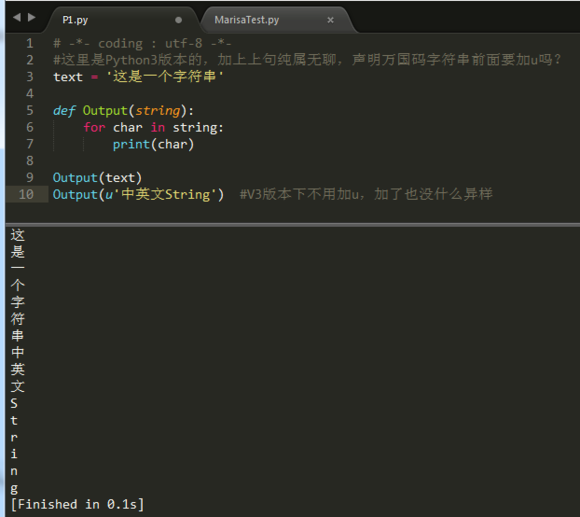 P1.py
MarisaTest.py
1 # -*- coding : utf-8 -*-
2 #这里是Python3版本的，加上上句纯属无聊，声明万国码字符串前面要加u吗?
3 text = '这是一个字符串'
4
5 def Output(string):
6     for char in string:
7         print(char)
8
9 Output(text)
10 Output(u'中英文String')  #V3版本下不用加u，加了也没什么异样
这
是
一
个
字
符
串
中
英
文
S
t
r
i
n
g
[Finished in 0.1s]